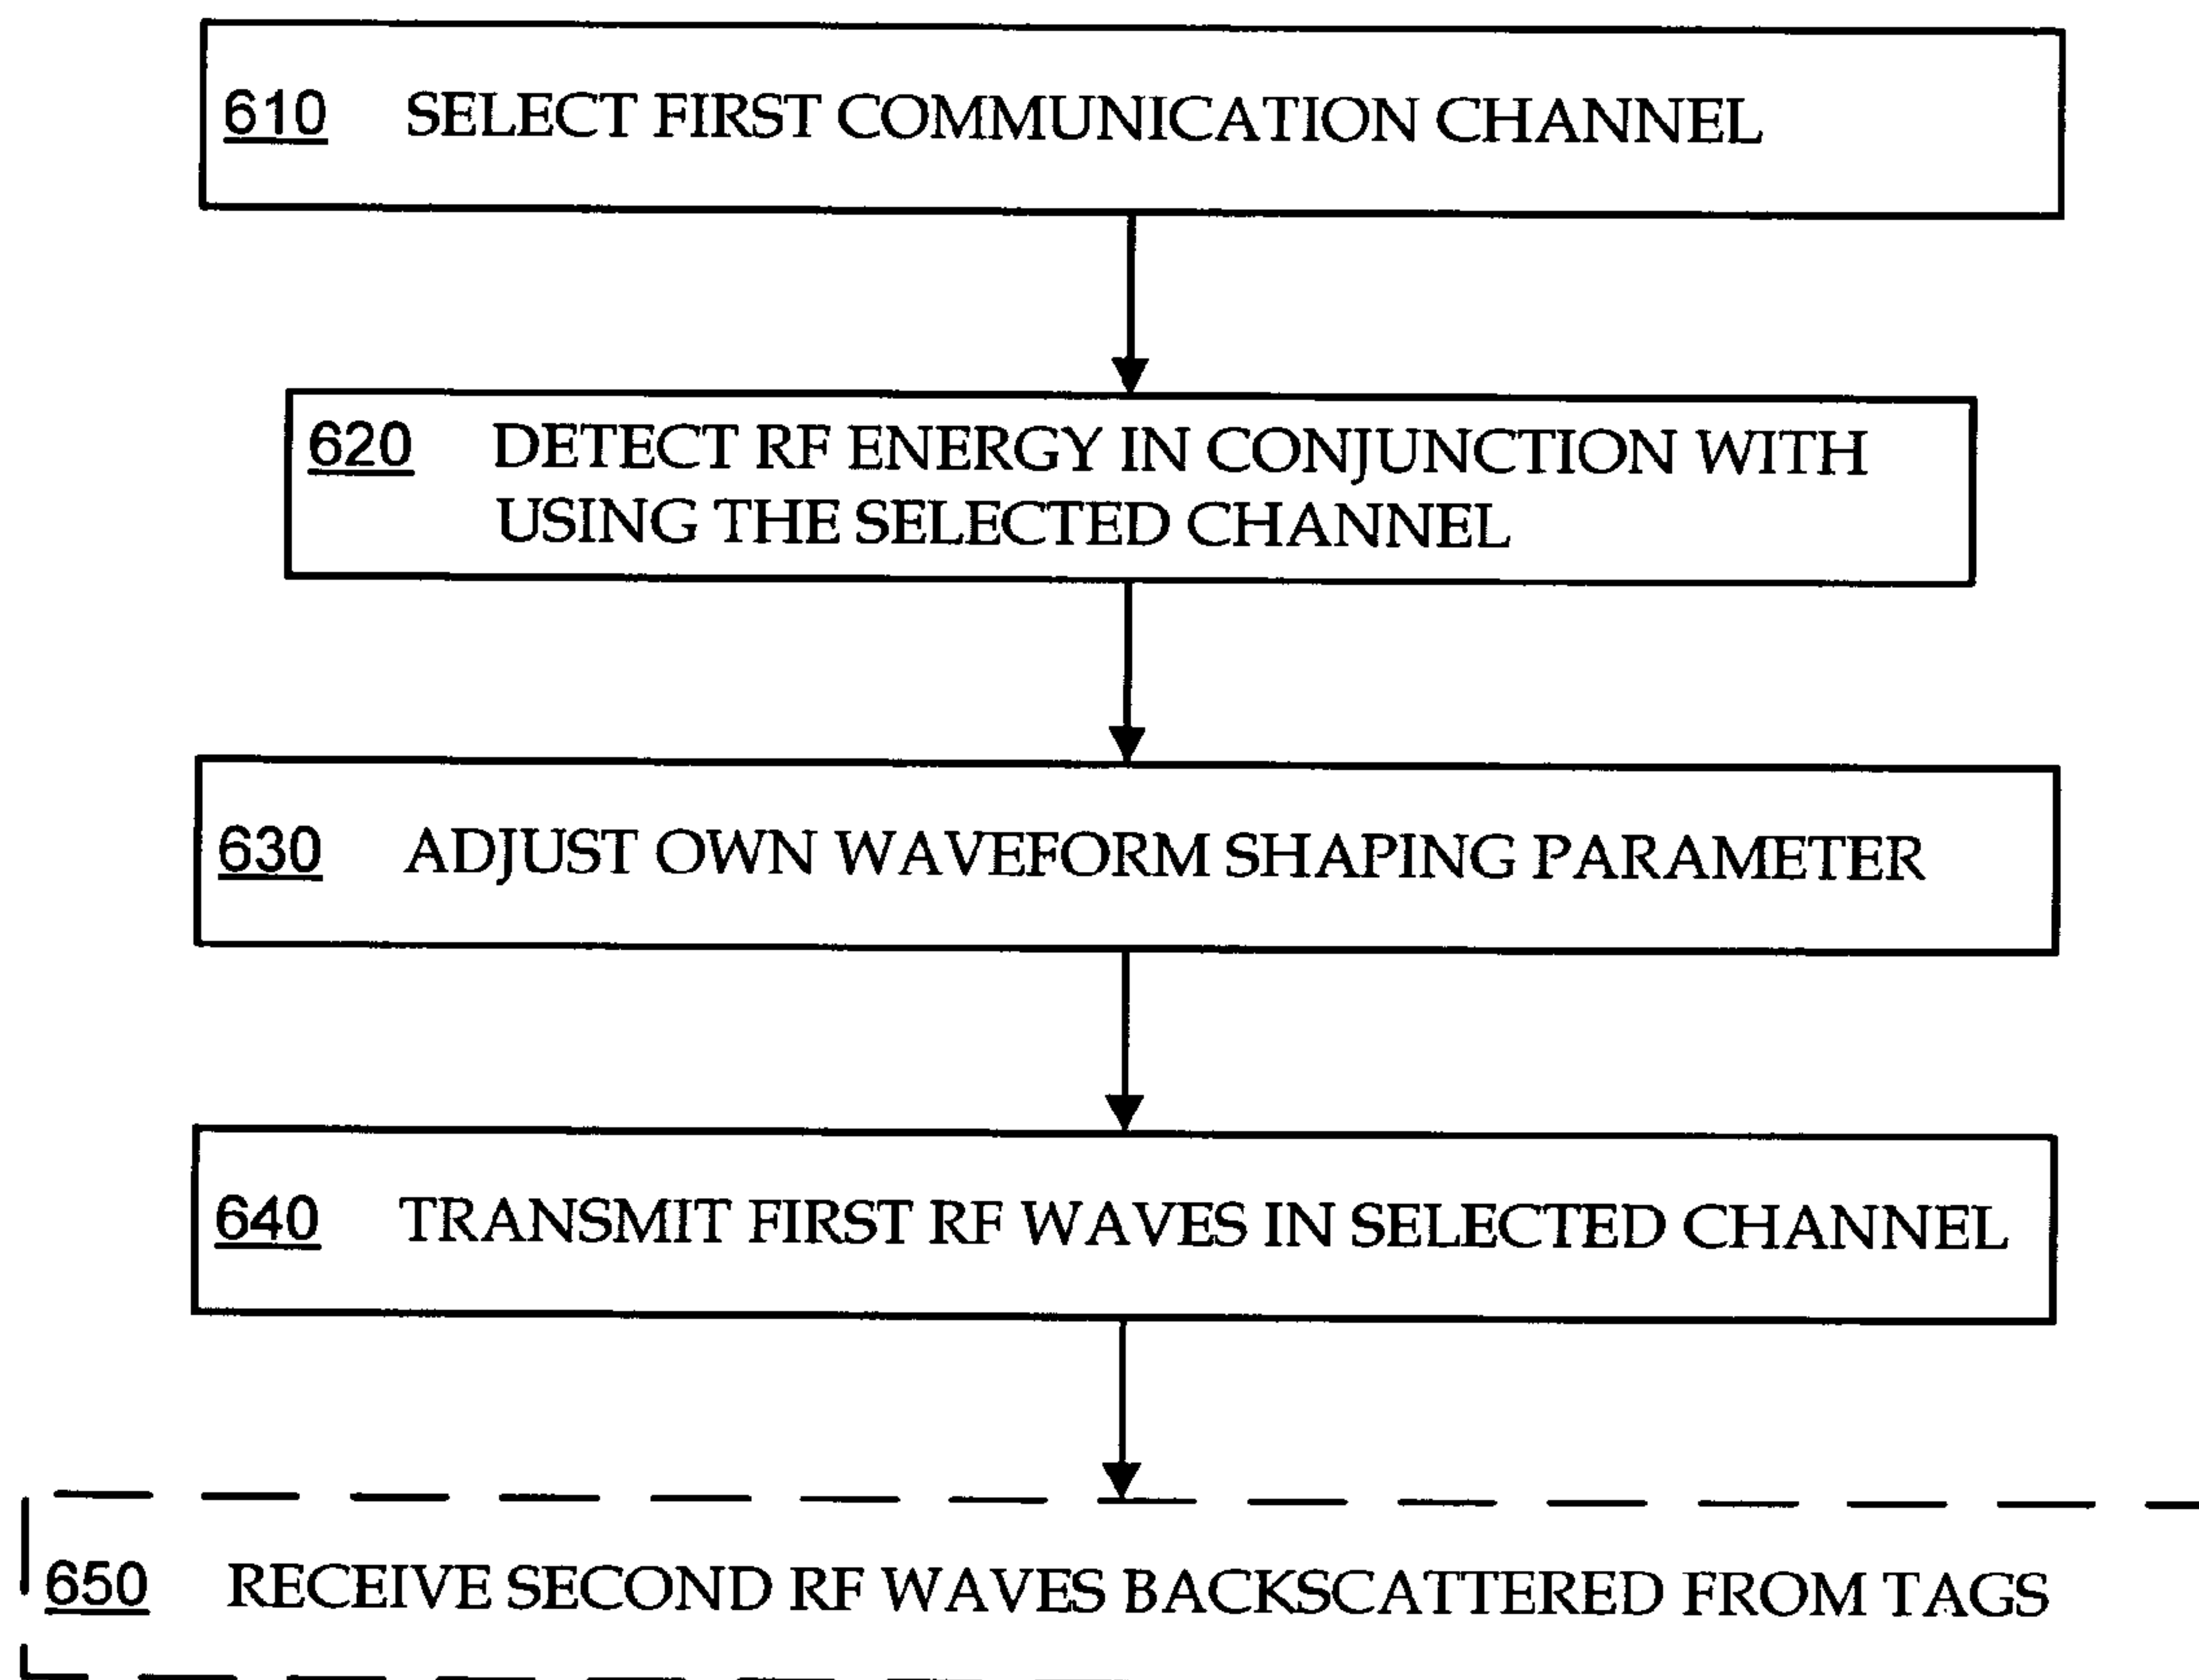 610 SELECT FIRST COMMUNICATION CHANNEL
620 DETECT RF ENERGY IN CONJUNCTION WITH
USING THE SELECTED CHANNEL
630 ADJUST OWN WAVEFORM SHAPING PARAMETER
640 TRANSMIT FIRST RF WAVES IN SELECTED CHANNEL
650 RECEIVE SECOND RF WAVES BACKSCATTERED FROM TAGS